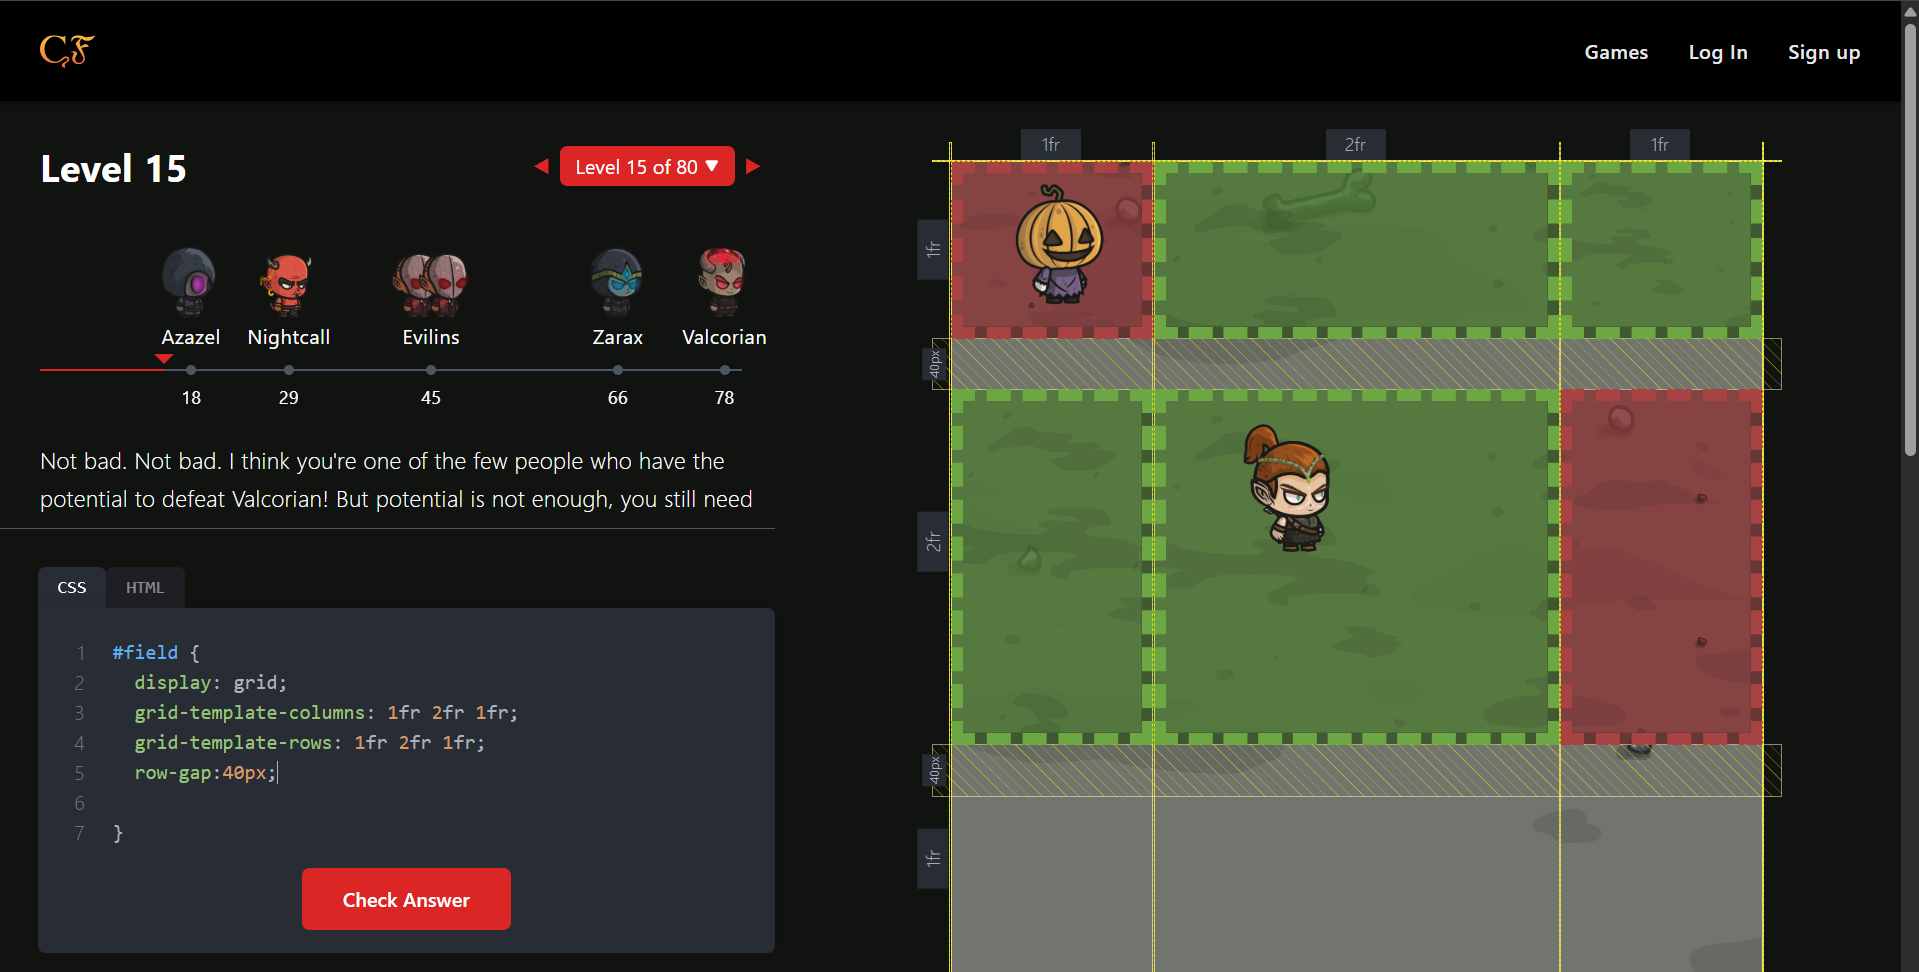 CF
Games Log In Sign up
Level 15
◀ Level 15 of 80 ▼ ▶
Azazel Nightcall Evilins Zarax Valcorian
18 29 45 66 78
Not bad. Not bad. I think you're one of the few people who have the
potential to defeat Valcorian! But potential is not enough, you still need
CSS HTML
1 #field {
2 display: grid;
3 grid-template-columns: 1fr 2fr 1fr;
4 grid-template-rows: 1fr 2fr 1fr;
5 row-gap:40px;
6
7 }
Check Answer
1fr 2fr 1fr
1fr
40px
2fr
40px
1fr